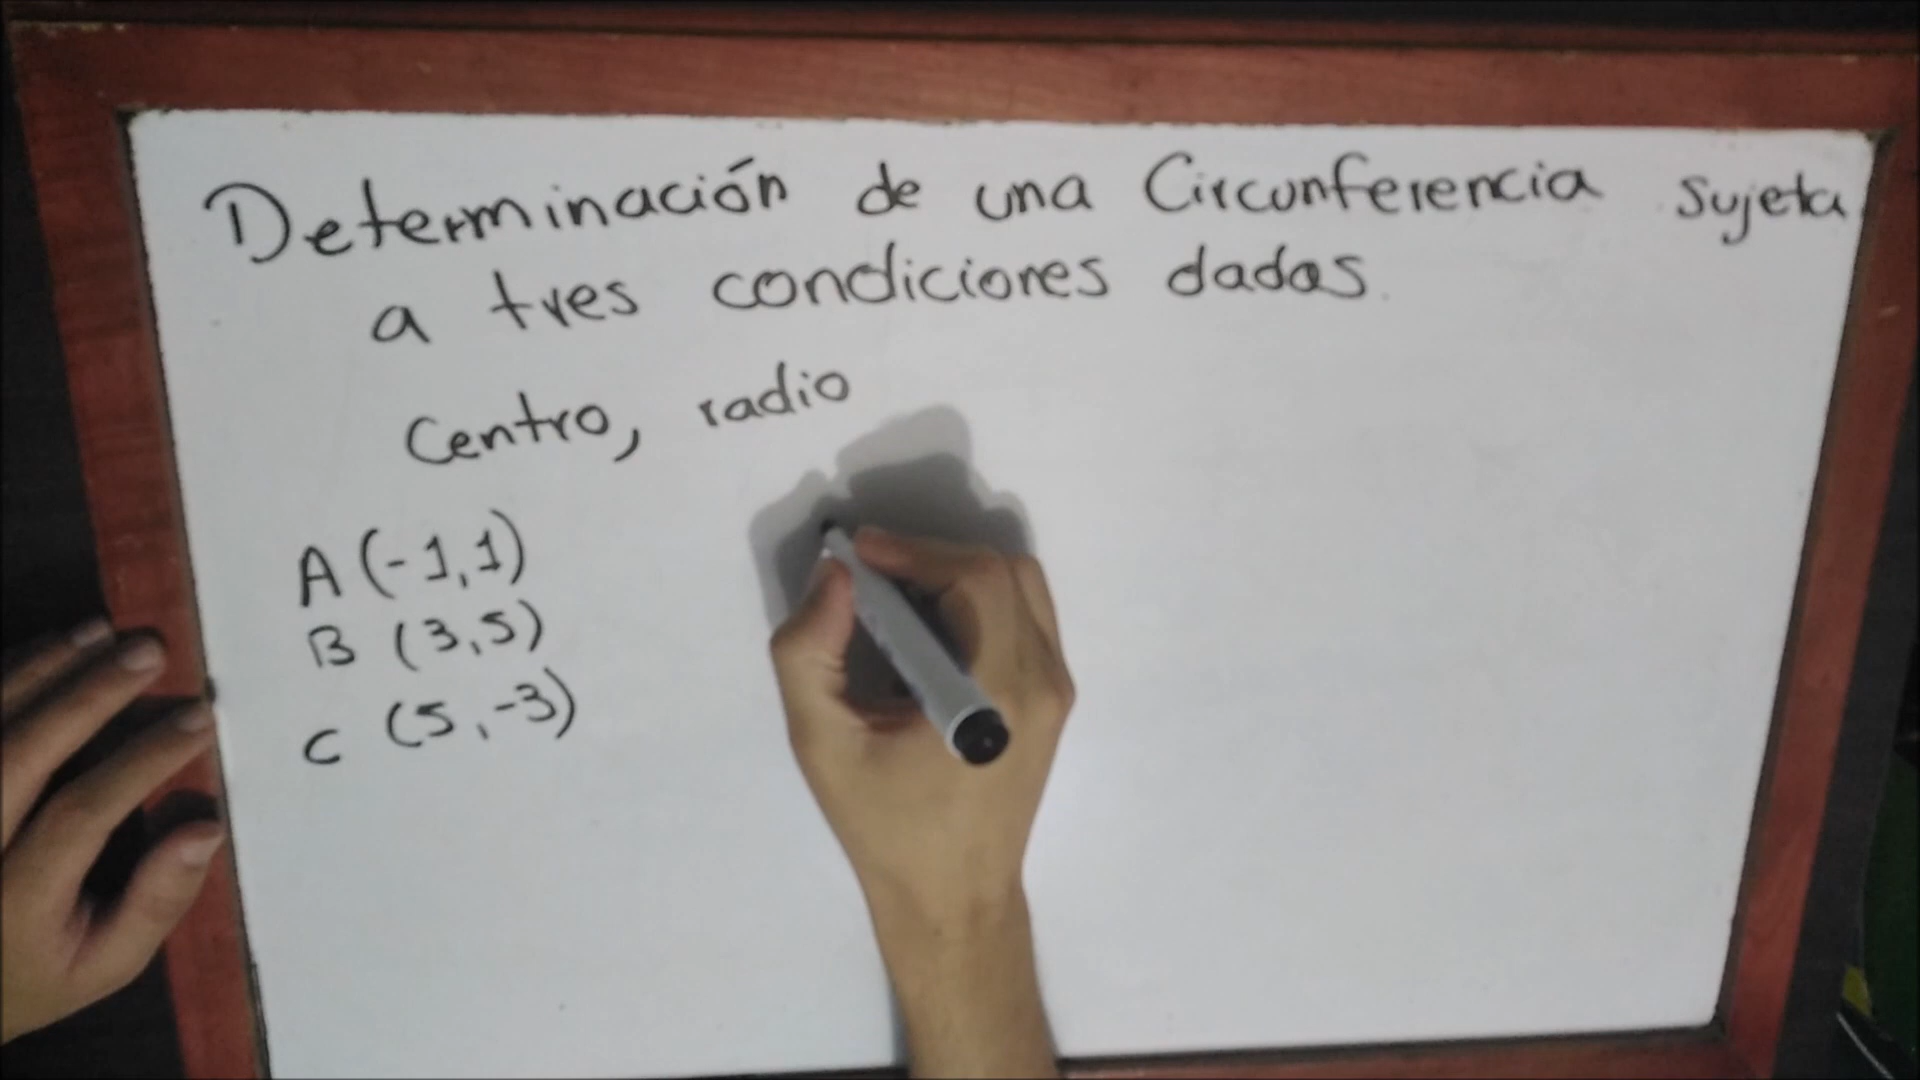 Determinación de una Circunferencia sujeta
a tres condiciones dadas.
Centro, radio
A (-1,1)
B (3,5)
C (5,-3)